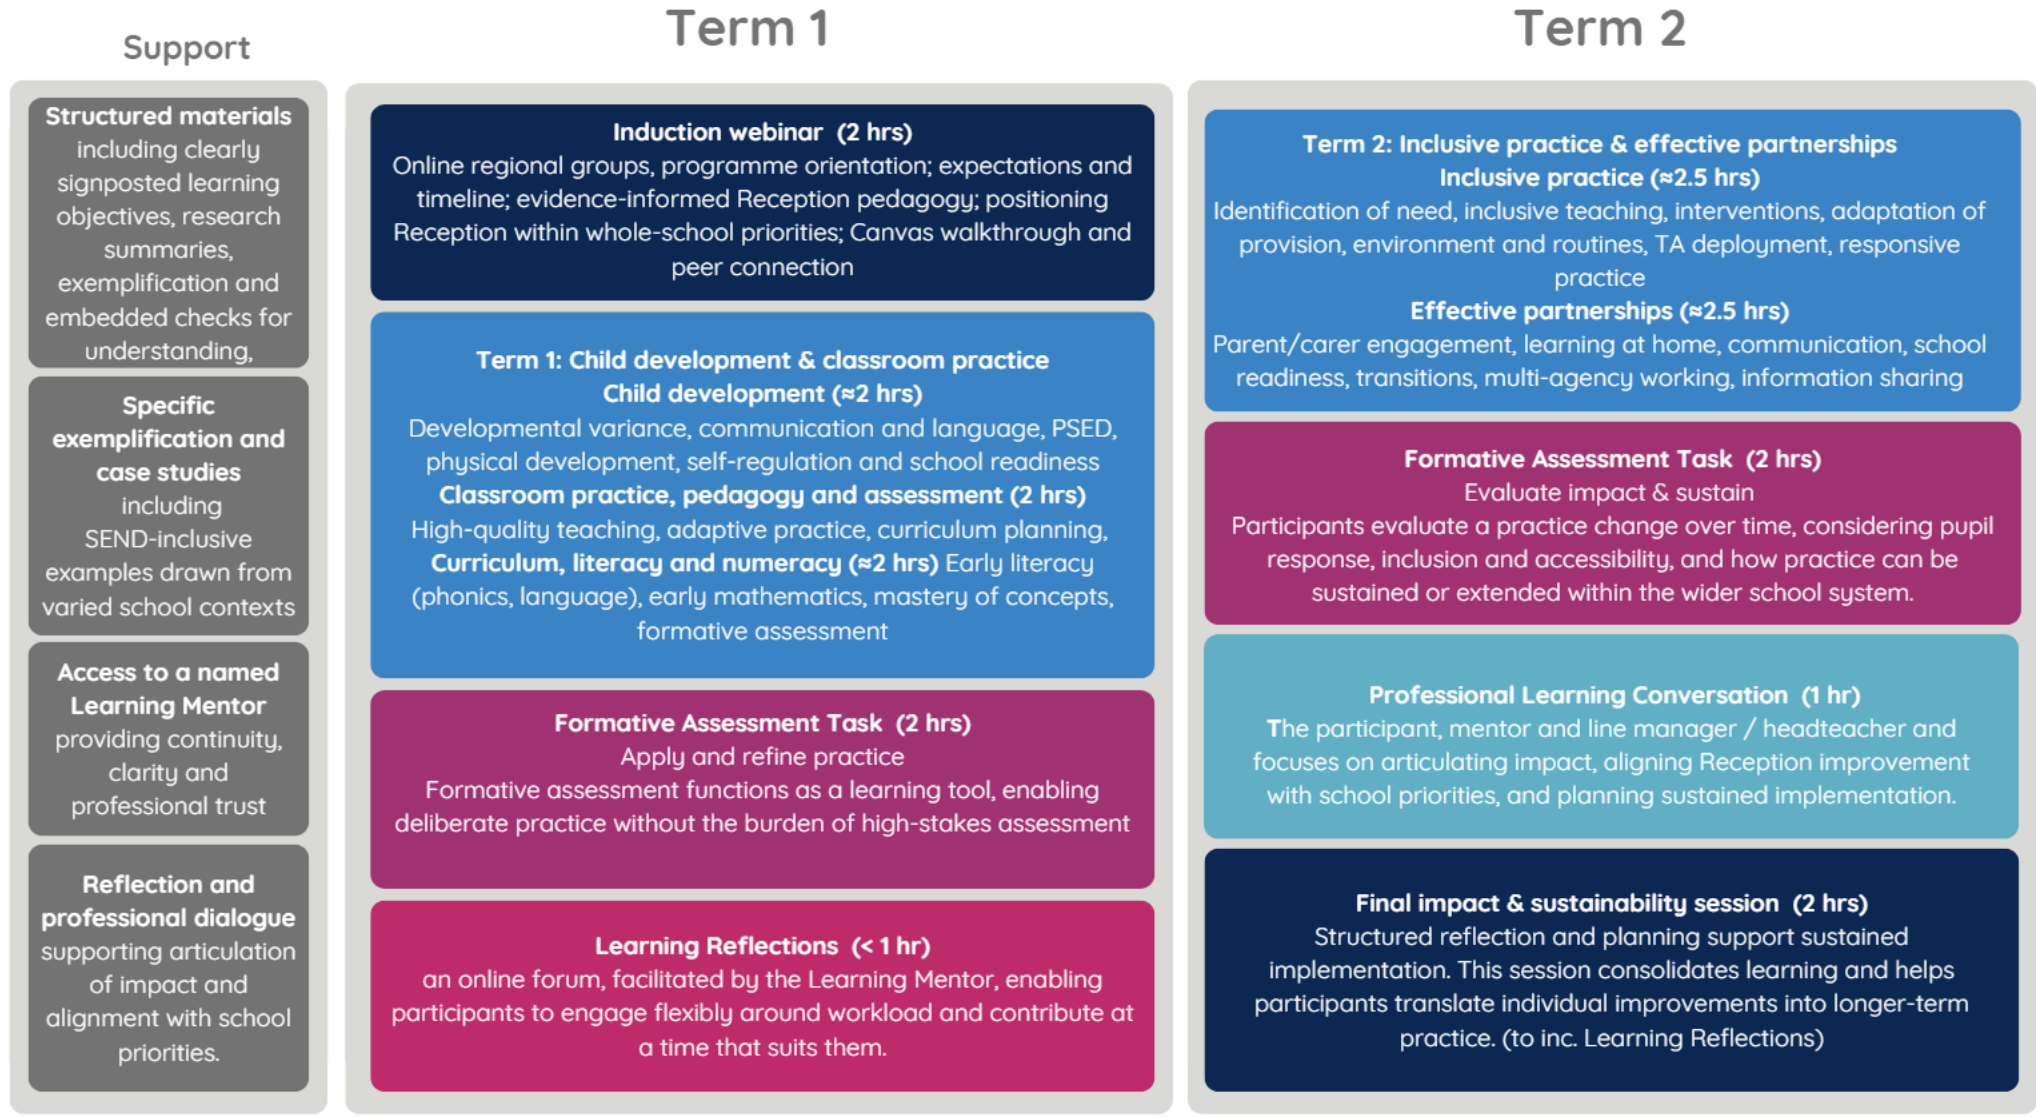 Support
Structured materials
including clearly
signposted learning
objectives, research
summaries,
exemplification and
embedded checks for
understanding,
Specific
exemplification and
case studies
including
SEND-inclusive
examples drawn from
varied school contexts
Access to a named
Learning Mentor
providing continuity,
clarity and
professional trust
Reflection and
professional dialogue
supporting articulation
of impact and
alignment with school
priorities.
Term 1
Induction webinar (2 hrs)
Online regional groups, programme orientation; expectations and
timeline; evidence-informed Reception pedagogy; positioning
Reception within whole-school priorities; Canvas walkthrough and
peer connection
Term 1: Child development & classroom practice
Child development (≈2 hrs)
Developmental variance, communication and language, PSED,
physical development, self-regulation and school readiness
Classroom practice, pedagogy and assessment (2 hrs)
High-quality teaching, adaptive practice, curriculum planning,
Curriculum, literacy and numeracy (≈2 hrs) Early literacy
(phonics, language), early mathematics, mastery of concepts,
formative assessment
Formative Assessment Task (2 hrs)
Apply and refine practice
Formative assessment functions as a learning tool, enabling
deliberate practice without the burden of high-stakes assessment
Learning Reflections (< 1 hr)
an online forum, facilitated by the Learning Mentor, enabling
participants to engage flexibly around workload and contribute at
a time that suits them.
Term 2
Term 2: Inclusive practice & effective partnerships
Inclusive practice (≈2.5 hrs)
Identification of need, inclusive teaching, interventions, adaptation of
provision, environment and routines, TA deployment, responsive
practice
Effective partnerships (≈2.5 hrs)
Parent/carer engagement, learning at home, communication, school
readiness, transitions, multi-agency working, information sharing
Formative Assessment Task (2 hrs)
Evaluate impact & sustain
Participants evaluate a practice change over time, considering pupil
response, inclusion and accessibility, and how practice can be
sustained or extended within the wider school system.
Professional Learning Conversation (1 hr)
The participant, mentor and line manager / headteacher and
focuses on articulating impact, aligning Reception improvement
with school priorities, and planning sustained implementation.
Final impact & sustainability session (2 hrs)
Structured reflection and planning support sustained
implementation. This session consolidates learning and helps
participants translate individual improvements into longer-term
practice. (to inc. Learning Reflections)